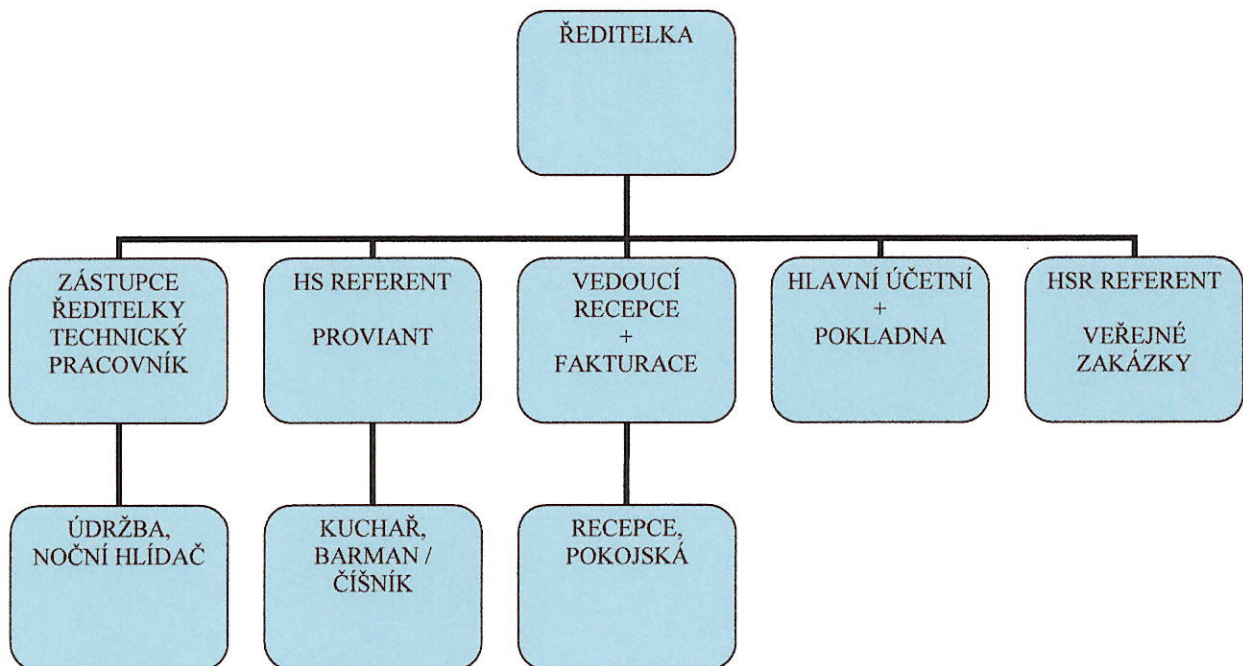 ŘEDITELKA
ZÁSTUPCE
ŘEDITELKY
TECHNICKÝ
PRACOVNÍK
HS REFERENT
PROVIANT
VEDOUCÍ
RECEPCE
+
FAKTURACE
HLAVNÍ ÚČETNÍ
+
POKLADNA
HSR REFERENT
VEŘEJNÉ
ZAKÁZKY
ÚDRŽBA,
NOČNÍ HLÍDAČ
KUCHAŘ,
BARMAN /
ČÍŠNÍK
RECEPCE,
POKOJSKÁ